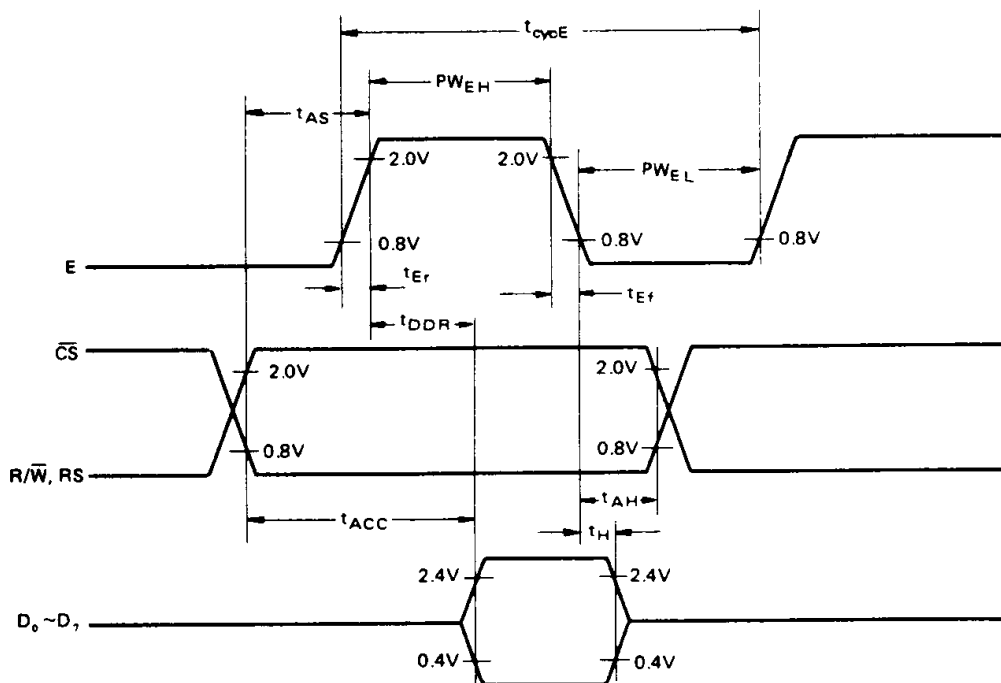 tcycE
PWEH
tAS
2.0V 2.0V
PWEL
0.8V 0.8V 0.8V
E
tEr
tEf
tDDR
CS
2.0V 2.0V
0.8V 0.8V
R/W, RS
tAH
tACC
tH
2.4V 2.4V
D0~D7
0.4V 0.4V